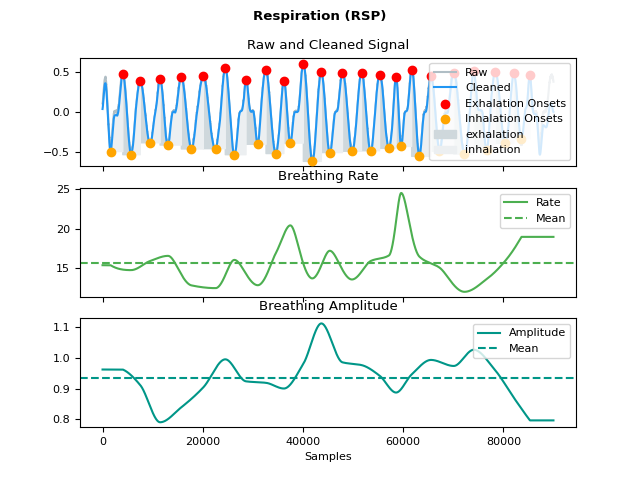 Respiration (RSP)
Raw and Cleaned Signal
0.5
0.0
−0.5
Raw
Cleaned
Exhalation Onsets
Inhalation Onsets
exhalation
inhalation
Breathing Rate
25
20
15
Rate
Mean
Breathing Amplitude
1.1
1.0
0.9
0.8
Amplitude
Mean
0 20000 40000 60000 80000
Samples